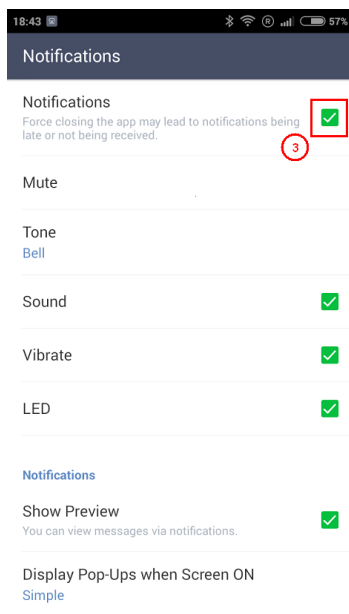 18:43 ® 57%
Notifications
Notifications
Force closing the app may lead to notifications being
late or not being received.
3
Mute
Tone
Bell
Sound
Vibrate
LED
Notifications
Show Preview
You can view messages via notifications.
Display Pop-Ups when Screen ON
Simple